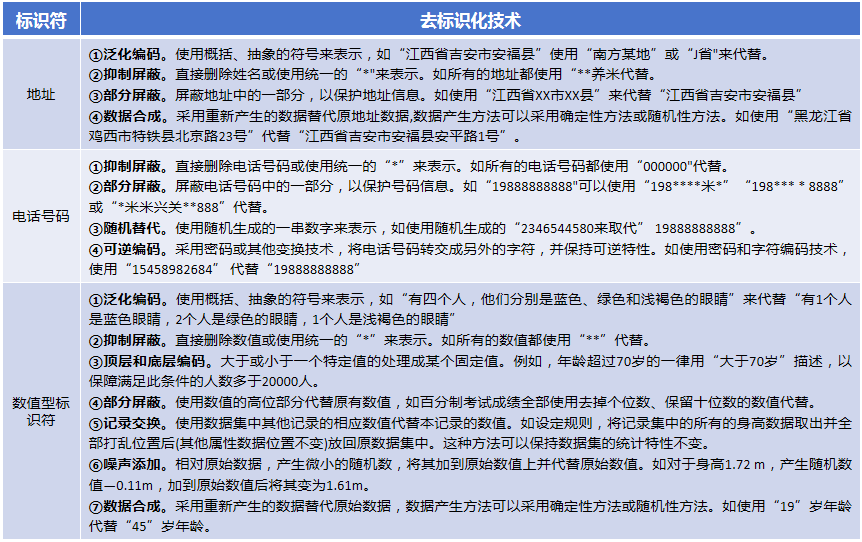 标识符 去标识化技术
地址
①泛化编码。使用概括、抽象的符号来表示，如“江西省吉安市安福县”使用“南方某地”或“J省"来代替。
②抑制屏蔽。直接删除姓名或使用统一的“*"来表示。如所有的地址都使用“**养米代替。
③部分屏蔽。屏蔽地址中的一部分，以保护地址信息。如使用“江西省XX市XX县”来代替“江西省吉安市安福县”
④数据合成。采用重新产生的数据替代原地址数据,数据产生方法可以采用确定性方法或随机性方法。如使用“黑龙江省
鸡西市特铁县北京路23号”代替“江西省吉安市安福县安平路1号”。
电话号码
①抑制屏蔽。直接删除电话号码或使用统一的“*”来表示。如所有的电话号码都使用“000000"代替。
②部分屏蔽。屏蔽电话号码中的一部分，以保护号码信息。如“19888888888"可以使用“198****米*”“198*** * 8888”
或“*米米兴关**888”代替。
③随机替代。使用随机生成的一串数字来表示，如使用随机生成的“2346544580来取代” 19888888888”。
④可逆编码。采用密码或其他变换技术，将电话号码转交成另外的字符，并保持可逆特性。如使用密码和字符编码技术，
使用“15458982684” 代替“19888888888”
数值型标
识符
①泛化编码。使用概括、抽象的符号来表示，如“有四个人，他们分别是蓝色、绿色和浅褐色的眼睛”来代替“有1个人
是蓝色眼睛，2个人是绿色的眼睛，1个人是浅褐色的眼睛”
②抑制屏蔽。直接删除数值或使用统一的“*”来表示。如所有的数值都使用“**”代替。
③顶层和底层编码。大于或小于一个特定值的处理成某个固定值。例如，年龄超过70岁的一律用“大于70岁”描述，以
保障满足此条件的人数多于20000人。
④部分屏蔽。使用数值的高位部分代替原有数值，如百分制考试成绩全部使用去掉个位数、保留十位数的数值代替。
⑤记录交换。使用数据集中其他记录的相应数值代替本记录的数值。如设定规则，将记录集中的所有的身高数据取出并全
部打乱位置后(其他属性数据位置不变)放回原数据集中。这种方法可以保持数据集的统计特性不变。
⑥噪声添加。相对原始数据，产生微小的随机数，将其加到原始数值上并代替原始数值。如对于身高1.72 m，产生随机数
值—0.11m，加到原始数值后将其变为1.61m。
⑦数据合成。采用重新产生的数据替代原始数据，数据产生方法可以采用确定性方法或随机性方法。如使用“19”岁年龄
代替“45”岁年龄。